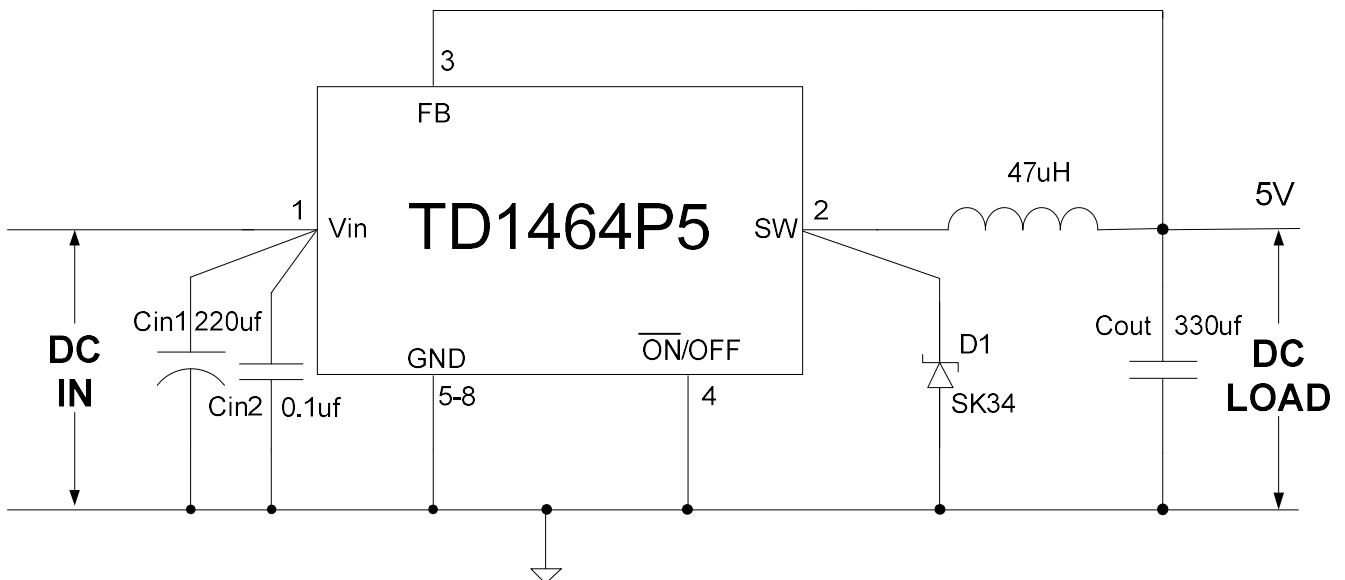 3
FB
47uH
5V
1
Vin
TD1464P5
SW
2
Cin1 220uf
DC
IN
GND
ON/OFF
5-8
4
Cin2
0.1uf
D1
SK34
Cout
330uf
DC
LOAD